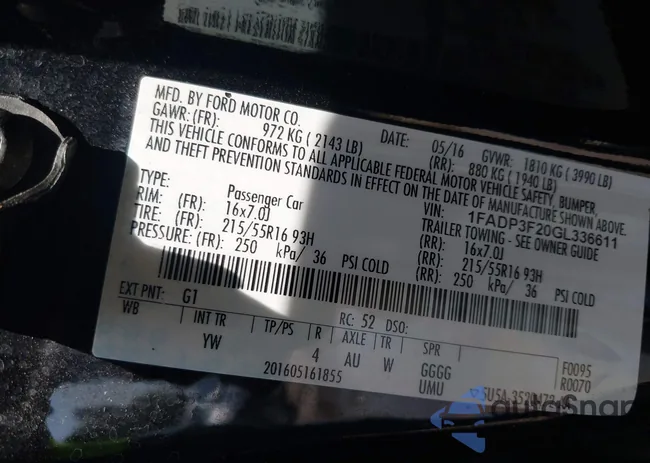 MFD. BY FORD MOTOR CO.
DATE: 05/16 GVWR: 1810 KG ( 3990 LB)
GAWR: (FR): 972 KG ( 2143 LB) (RR): 880 KG ( 1940 LB)
THIS VEHICLE CONFORMS TO ALL APPLICABLE FEDERAL MOTOR VEHICLE SAFETY, BUMPER,
AND THEFT PREVENTION STANDARDS IN EFFECT ON THE DATE OF MANUFACTURE SHOWN ABOVE.
VIN: 1FADP3F20GL336611
TYPE: Passenger Car TRAILER TOWING - SEE OWNER GUIDE
RIM: (FR): 16x7.0J (RR): 16x7.0J
TIRE: (FR): 215/55R16 93H (RR): 215/55R16 93H
PRESSURE: (FR): 250 kPa/ 36 PSI COLD (RR): 250 kPa/ 36 PSI COLD
EXT PNT: G1 RC: 52 DSO: F0095
WB INT TR TP/PS R AXLE TR SPR R0070
YW 4 AU W GGGG
UMU
201605161855